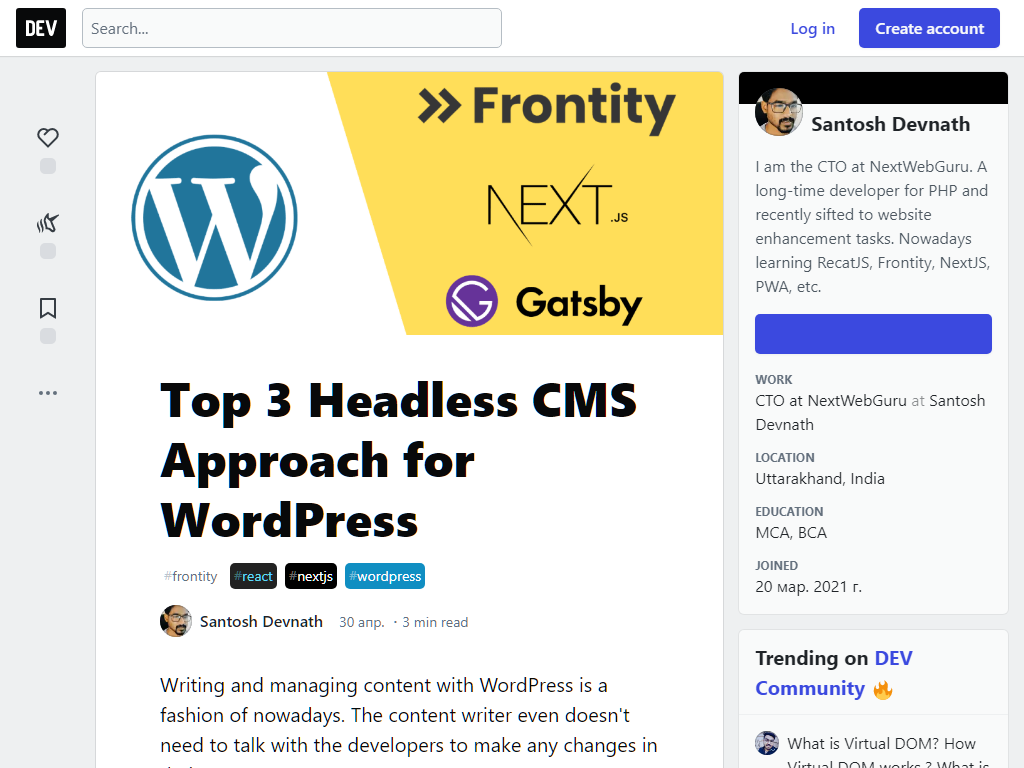 DEV
Search...
Log in
Create account
Frontity
NEXT.JS
Gatsby
W
Top 3 Headless CMS
Approach for
WordPress
#frontity #react #nextjs #wordpress
Santosh Devnath 30 апр. ・3 min read
Writing and managing content with WordPress is a
fashion of nowadays. The content writer even doesn't
need to talk with the developers to make any changes in
Santosh Devnath
I am the CTO at NextWebGuru. A
long-time developer for PHP and
recently sifted to website
enhancement tasks. Nowadays
learning RecatJS, Frontity, NextJS,
PWA, etc.
WORK
CTO at NextWebGuru at Santosh
Devnath
LOCATION
Uttarakhand, India
EDUCATION
MCA, BCA
JOINED
20 мар. 2021 г.
Trending on DEV
Community 🔥
What is Virtual DOM? How
Virtual DOM works ? What is